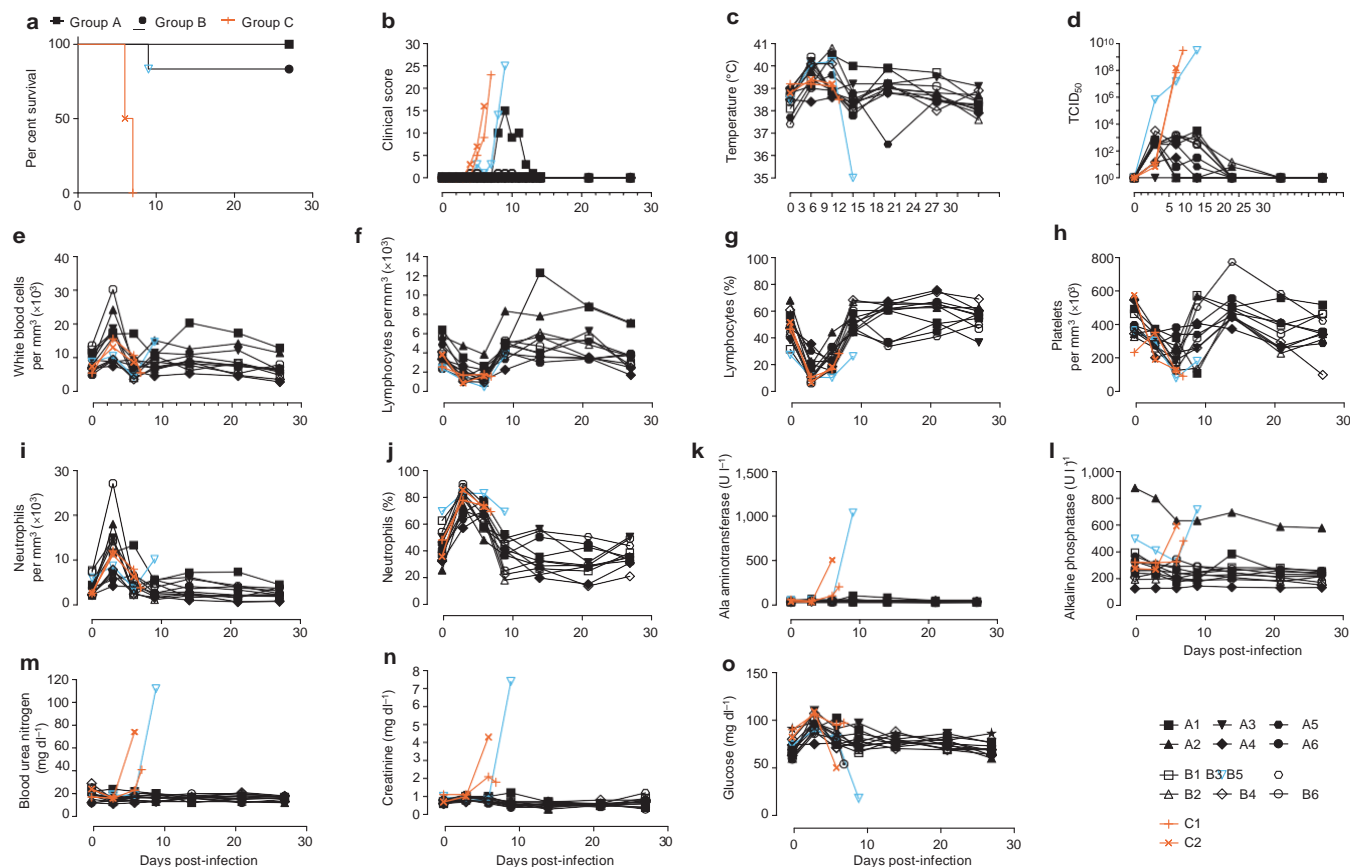 a ■ Group A ● Group B + Group C
Per cent survival
100
50
0
0 10 20 30
b
Clinical score
30
25
20
15
10
5
0
0 10 20 30
c
Temperature (°C)
41
40
39
38
37
36
35
0 3 6 9 12 15 18 21 24 27 30
d
TCID50
10^10
10^8
10^6
10^4
10^2
10^0
0 5 10 15 20 25 30
e
White blood cells
per mm³ (×10³)
40
30
20
10
0
0 10 20 30
f
Lymphocytes permm³ (×10³)
14
12
10
8
6
4
2
0
0 10 20 30
g
Lymphocytes (%)
100
80
60
40
20
0
0 10 20 30
h
Platelets
per mm³ (×10³)
800
600
400
200
0
0 10 20 30
i
Neutrophils
per mm³ (×10³)
30
20
10
0
0 10 20 30
j
Neutrophils (%)
100
80
60
40
20
0
0 10 20 30
k
Ala aminotransferase (U l⁻¹)
1,500
1,000
500
0
0 10 20 30
l
Alkaline phosphatase (U l⁻¹)
1,000
800
600
400
200
0
0 10 20 30
Days post-infection
m
Blood urea nitrogen
(mg dl⁻¹)
120
100
80
60
40
20
0
0 10 20 30
Days post-infection
n
Creatinine (mg dl⁻¹)
8
7
6
5
4
3
2
1
0
0 10 20 30
Days post-infection
o
Glucose (mg dl⁻¹)
150
100
50
0
0 10 20 30
Days post-infection
A1 A3 A5
A2 A4 A6
B1 B3 B5
B2 B4 B6
C1
C2